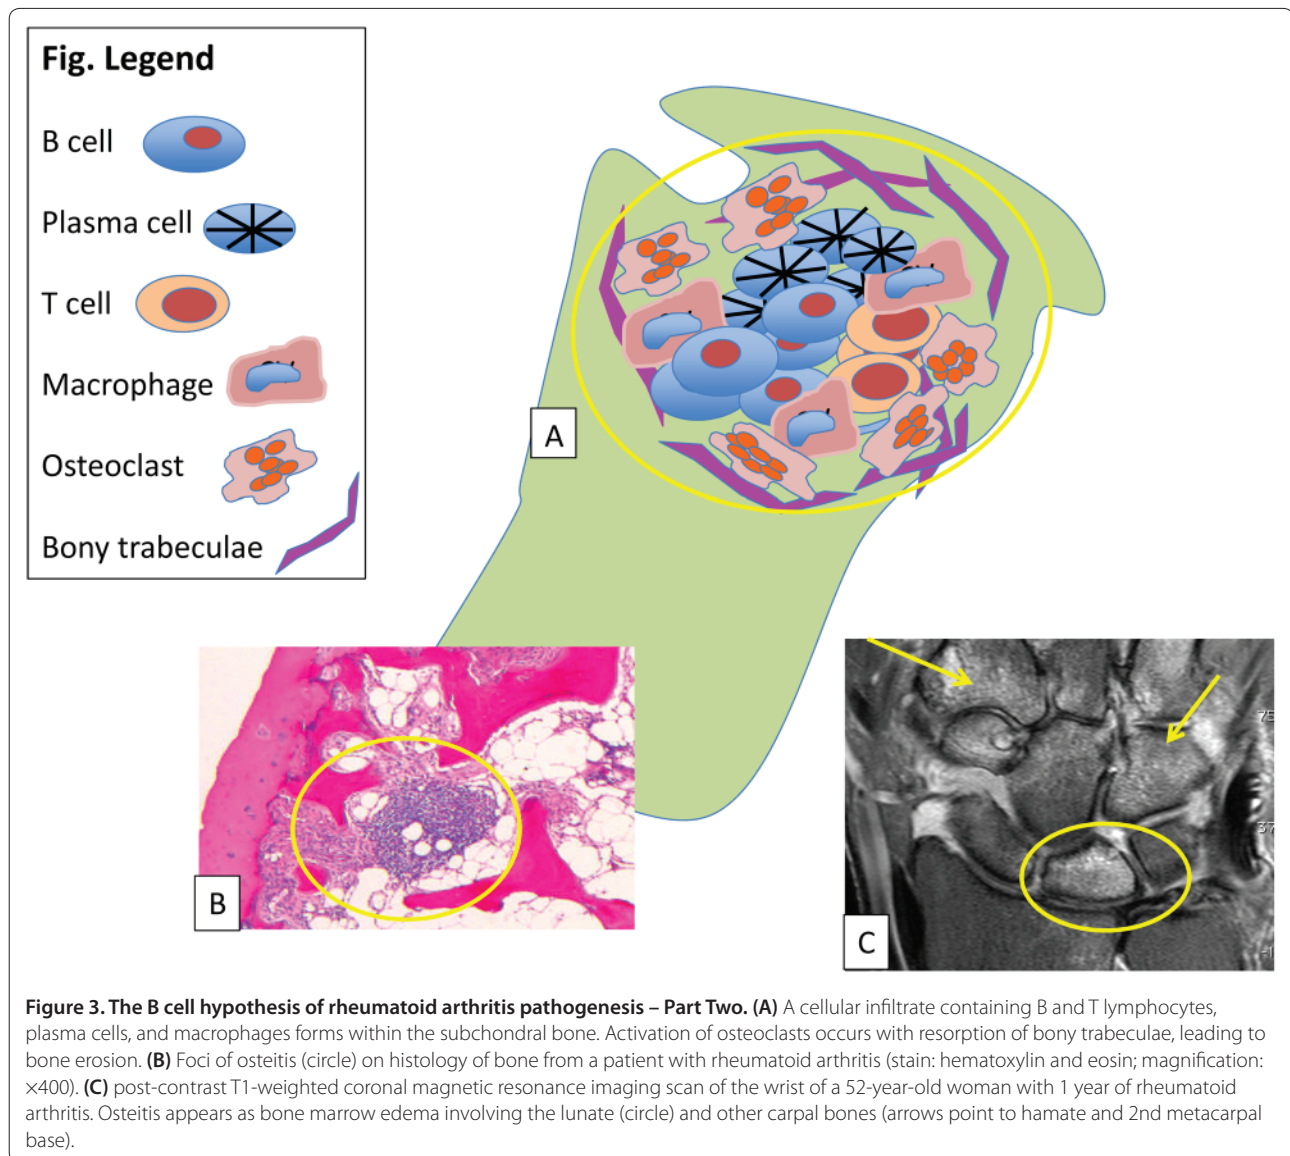 Fig. Legend
B cell
Plasma cell
T cell
Macrophage
Osteoclast
Bony trabeculae
A
B
C
75
37
-1
Figure 3. The B cell hypothesis of rheumatoid arthritis pathogenesis – Part Two. (A) A cellular infiltrate containing B and T lymphocytes,
plasma cells, and macrophages forms within the subchondral bone. Activation of osteoclasts occurs with resorption of bony trabeculae, leading to
bone erosion. (B) Foci of osteitis (circle) on histology of bone from a patient with rheumatoid arthritis (stain: hematoxylin and eosin; magnification:
×400). (C) post-contrast T1-weighted coronal magnetic resonance imaging scan of the wrist of a 52-year-old woman with 1 year of rheumatoid
arthritis. Osteitis appears as bone marrow edema involving the lunate (circle) and other carpal bones (arrows point to hamate and 2nd metacarpal
base).